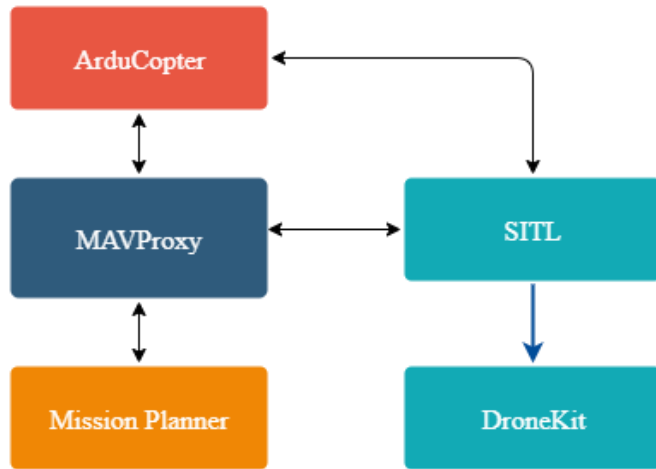 ArduCopter
MAVProxy
SITL
Mission Planner
DroneKit